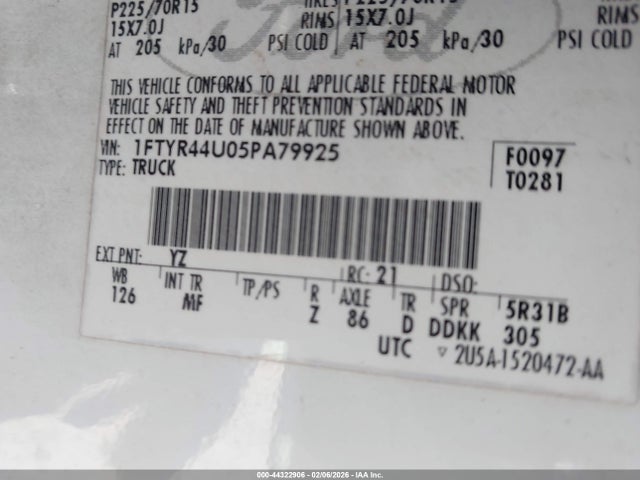 P225/70R15
15X7.0J RIMS 15X7.0J RIMS
AT 205 kPa/30 PSI COLD AT 205 kPa/30 PSI COLD
THIS VEHICLE CONFORMS TO ALL APPLICABLE FEDERAL MOTOR
VEHICLE SAFETY AND THEFT PREVENTION STANDARDS IN
EFFECT ON THE DATE OF MANUFACTURE SHOWN ABOVE.
VIN: 1FTYR44U05PA79925
TYPE: TRUCK
F0097
T0281
EXT PNT: YZ RC: 21 DSO:
WB INT TR TP/PS R AXLE TR SPR 5R31B
126 MF Z 86 D DDKK 305
UTC ▽ 2U5A-1520472-AA
000-44322906 - 02/06/2026 - IAA Inc.